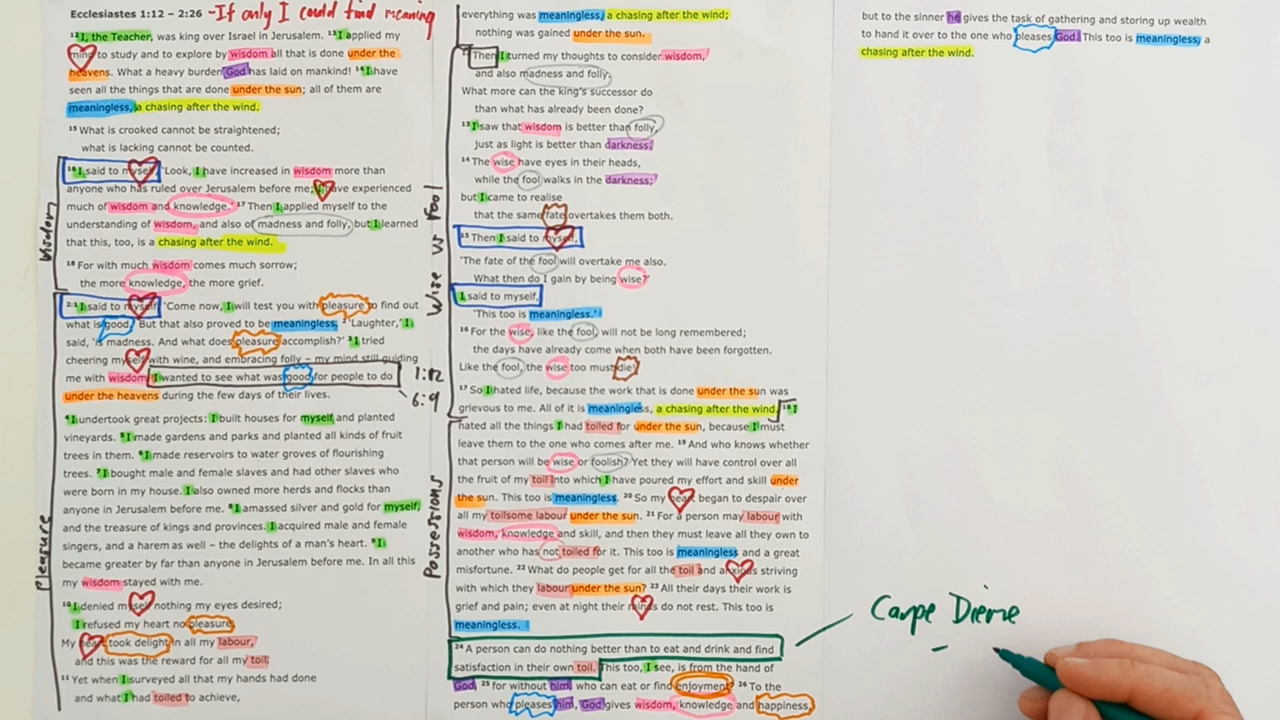 Ecclesiastes 1:12 – 2:26 - If only I could find meaning
12 I, the Teacher, was king over Israel in Jerusalem. 13 I applied my
mind to study and to explore by wisdom all that is done under the
heavens. What a heavy burden God has laid on mankind! 14 I have
seen all the things that are done under the sun; all of them are
meaningless, a chasing after the wind.
15 What is crooked cannot be straightened;
what is lacking cannot be counted.
16 I said to myself, 'Look, I have increased in wisdom more than
anyone who has ruled over Jerusalem before me; I have experienced
much of wisdom and knowledge.' 17 Then I applied myself to the
understanding of wisdom, and also of madness and folly, but I learned
that this, too, is a chasing after the wind.
18 For with much wisdom comes much sorrow;
the more knowledge, the more grief.
Wisdom
2:1 I said to myself, 'Come now, I will test you with pleasure to find out
what is good.' But that also proved to be meaningless. 2 'Laughter,' I
said, 'is madness. And what does pleasure accomplish?' 3 I tried
cheering myself with wine, and embracing folly – my mind still guiding
me with wisdom. I wanted to see what was good for people to do
under the heavens during the few days of their lives.
1:12
6:9
4 I undertook great projects: I built houses for myself and planted
vineyards. 5 I made gardens and parks and planted all kinds of fruit
trees in them. 6 I made reservoirs to water groves of flourishing
trees. 7 I bought male and female slaves and had other slaves who
were born in my house. I also owned more herds and flocks than
anyone in Jerusalem before me. 8 I amassed silver and gold for myself,
and the treasure of kings and provinces. I acquired male and female
singers, and a harem as well – the delights of a man's heart. 9 I
became greater by far than anyone in Jerusalem before me. In all this
my wisdom stayed with me.
10 I denied myself nothing my eyes desired;
I refused my heart no pleasure.
My heart took delight in all my labour,
and this was the reward for all my toil.
11 Yet when I surveyed all that my hands had done
and what I had toiled to achieve,
Pleasure
everything was meaningless, a chasing after the wind;
nothing was gained under the sun.
12 Then I turned my thoughts to consider wisdom,
and also madness and folly.
What more can the king's successor do
than what has already been done?
13 I saw that wisdom is better than folly,
just as light is better than darkness.
14 The wise have eyes in their heads,
while the fool walks in the darkness;
but I came to realise
that the same fate overtakes them both.
15 Then I said to myself,
'The fate of the fool will overtake me also.
What then do I gain by being wise?'
I said to myself,
'This too is meaningless.'
16 For the wise, like the fool, will not be long remembered;
the days have already come when both have been forgotten.
Like the fool, the wise too must die!
17 So I hated life, because the work that is done under the sun was
grievous to me. All of it is meaningless, a chasing after the wind. 18 I
Wise vs Fool
hated all the things I had toiled for under the sun, because I must
leave them to the one who comes after me. 19 And who knows whether
that person will be wise or foolish? Yet they will have control over all
the fruit of my toil into which I have poured my effort and skill under
the sun. This too is meaningless. 20 So my heart began to despair over
all my toilsome labour under the sun. 21 For a person may labour with
wisdom, knowledge and skill, and then they must leave all they own to
another who has not toiled for it. This too is meaningless and a great
misfortune. 22 What do people get for all the toil and anxious striving
with which they labour under the sun? 23 All their days their work is
grief and pain; even at night their minds do not rest. This too is
meaningless.
Possessions
24 A person can do nothing better than to eat and drink and find
satisfaction in their own toil. This too, I see, is from the hand of
God, 25 for without him, who can eat or find enjoyment? 26 To the
person who pleases him, God gives wisdom, knowledge and happiness,
but to the sinner he gives the task of gathering and storing up wealth
to hand it over to the one who pleases God. This too is meaningless, a
chasing after the wind.
Carpe Dieme